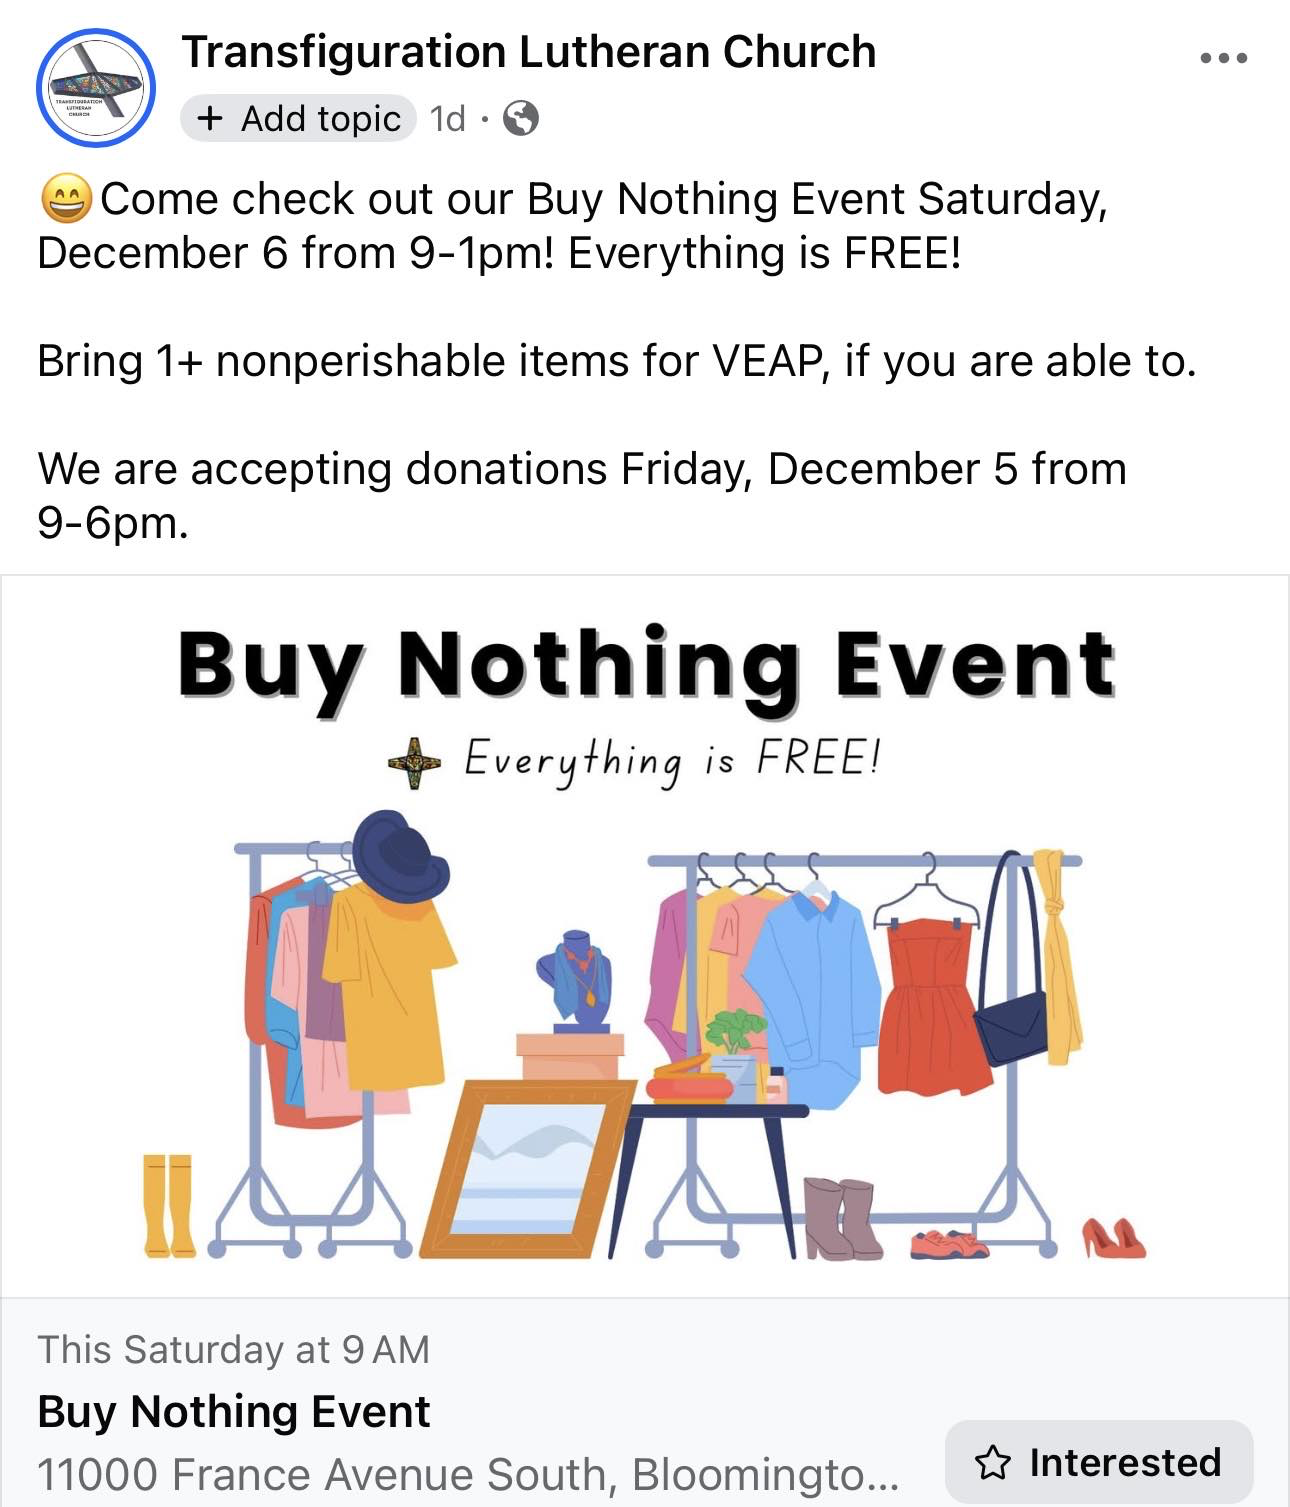 Transfiguration Lutheran Church
TRANSFIGURATION
LUTHERAN
CHURCH
+ Add topic 1d ·
😄Come check out our Buy Nothing Event Saturday,
December 6 from 9-1pm! Everything is FREE!
Bring 1+ nonperishable items for VEAP, if you are able to.
We are accepting donations Friday, December 5 from
9-6pm.
Buy Nothing Event
Everything is FREE!
This Saturday at 9 AM
Buy Nothing Event
11000 France Avenue South, Bloomingto...
Interested